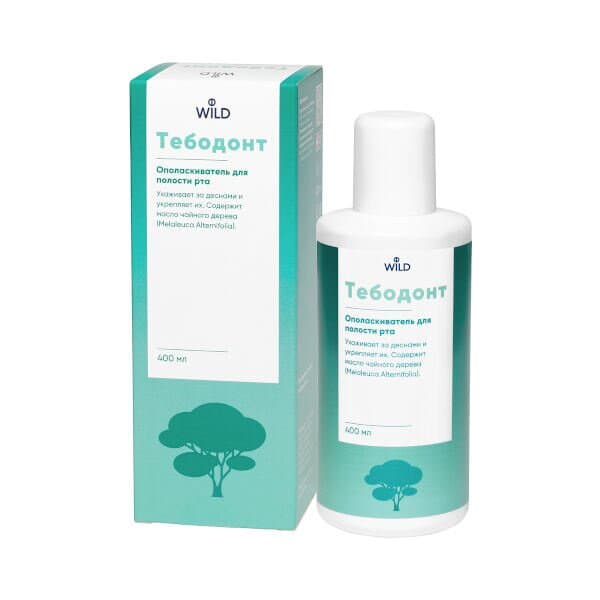 WiLD
WiLD
Тебодонт
Ополаскиватель для
полости рта
Ухаживает за деснами и
укрепляет их. Содержит
масло чайного дерева
(Melaleuca Alternifolia).
400 мл
WiLD
Тебодонт
Ополаскиватель для
полости рта
Ухаживает за деснами и
укрепляет их. Содержит
масло чайного дерева
(Melaleuca Alternifolia).
400 мл